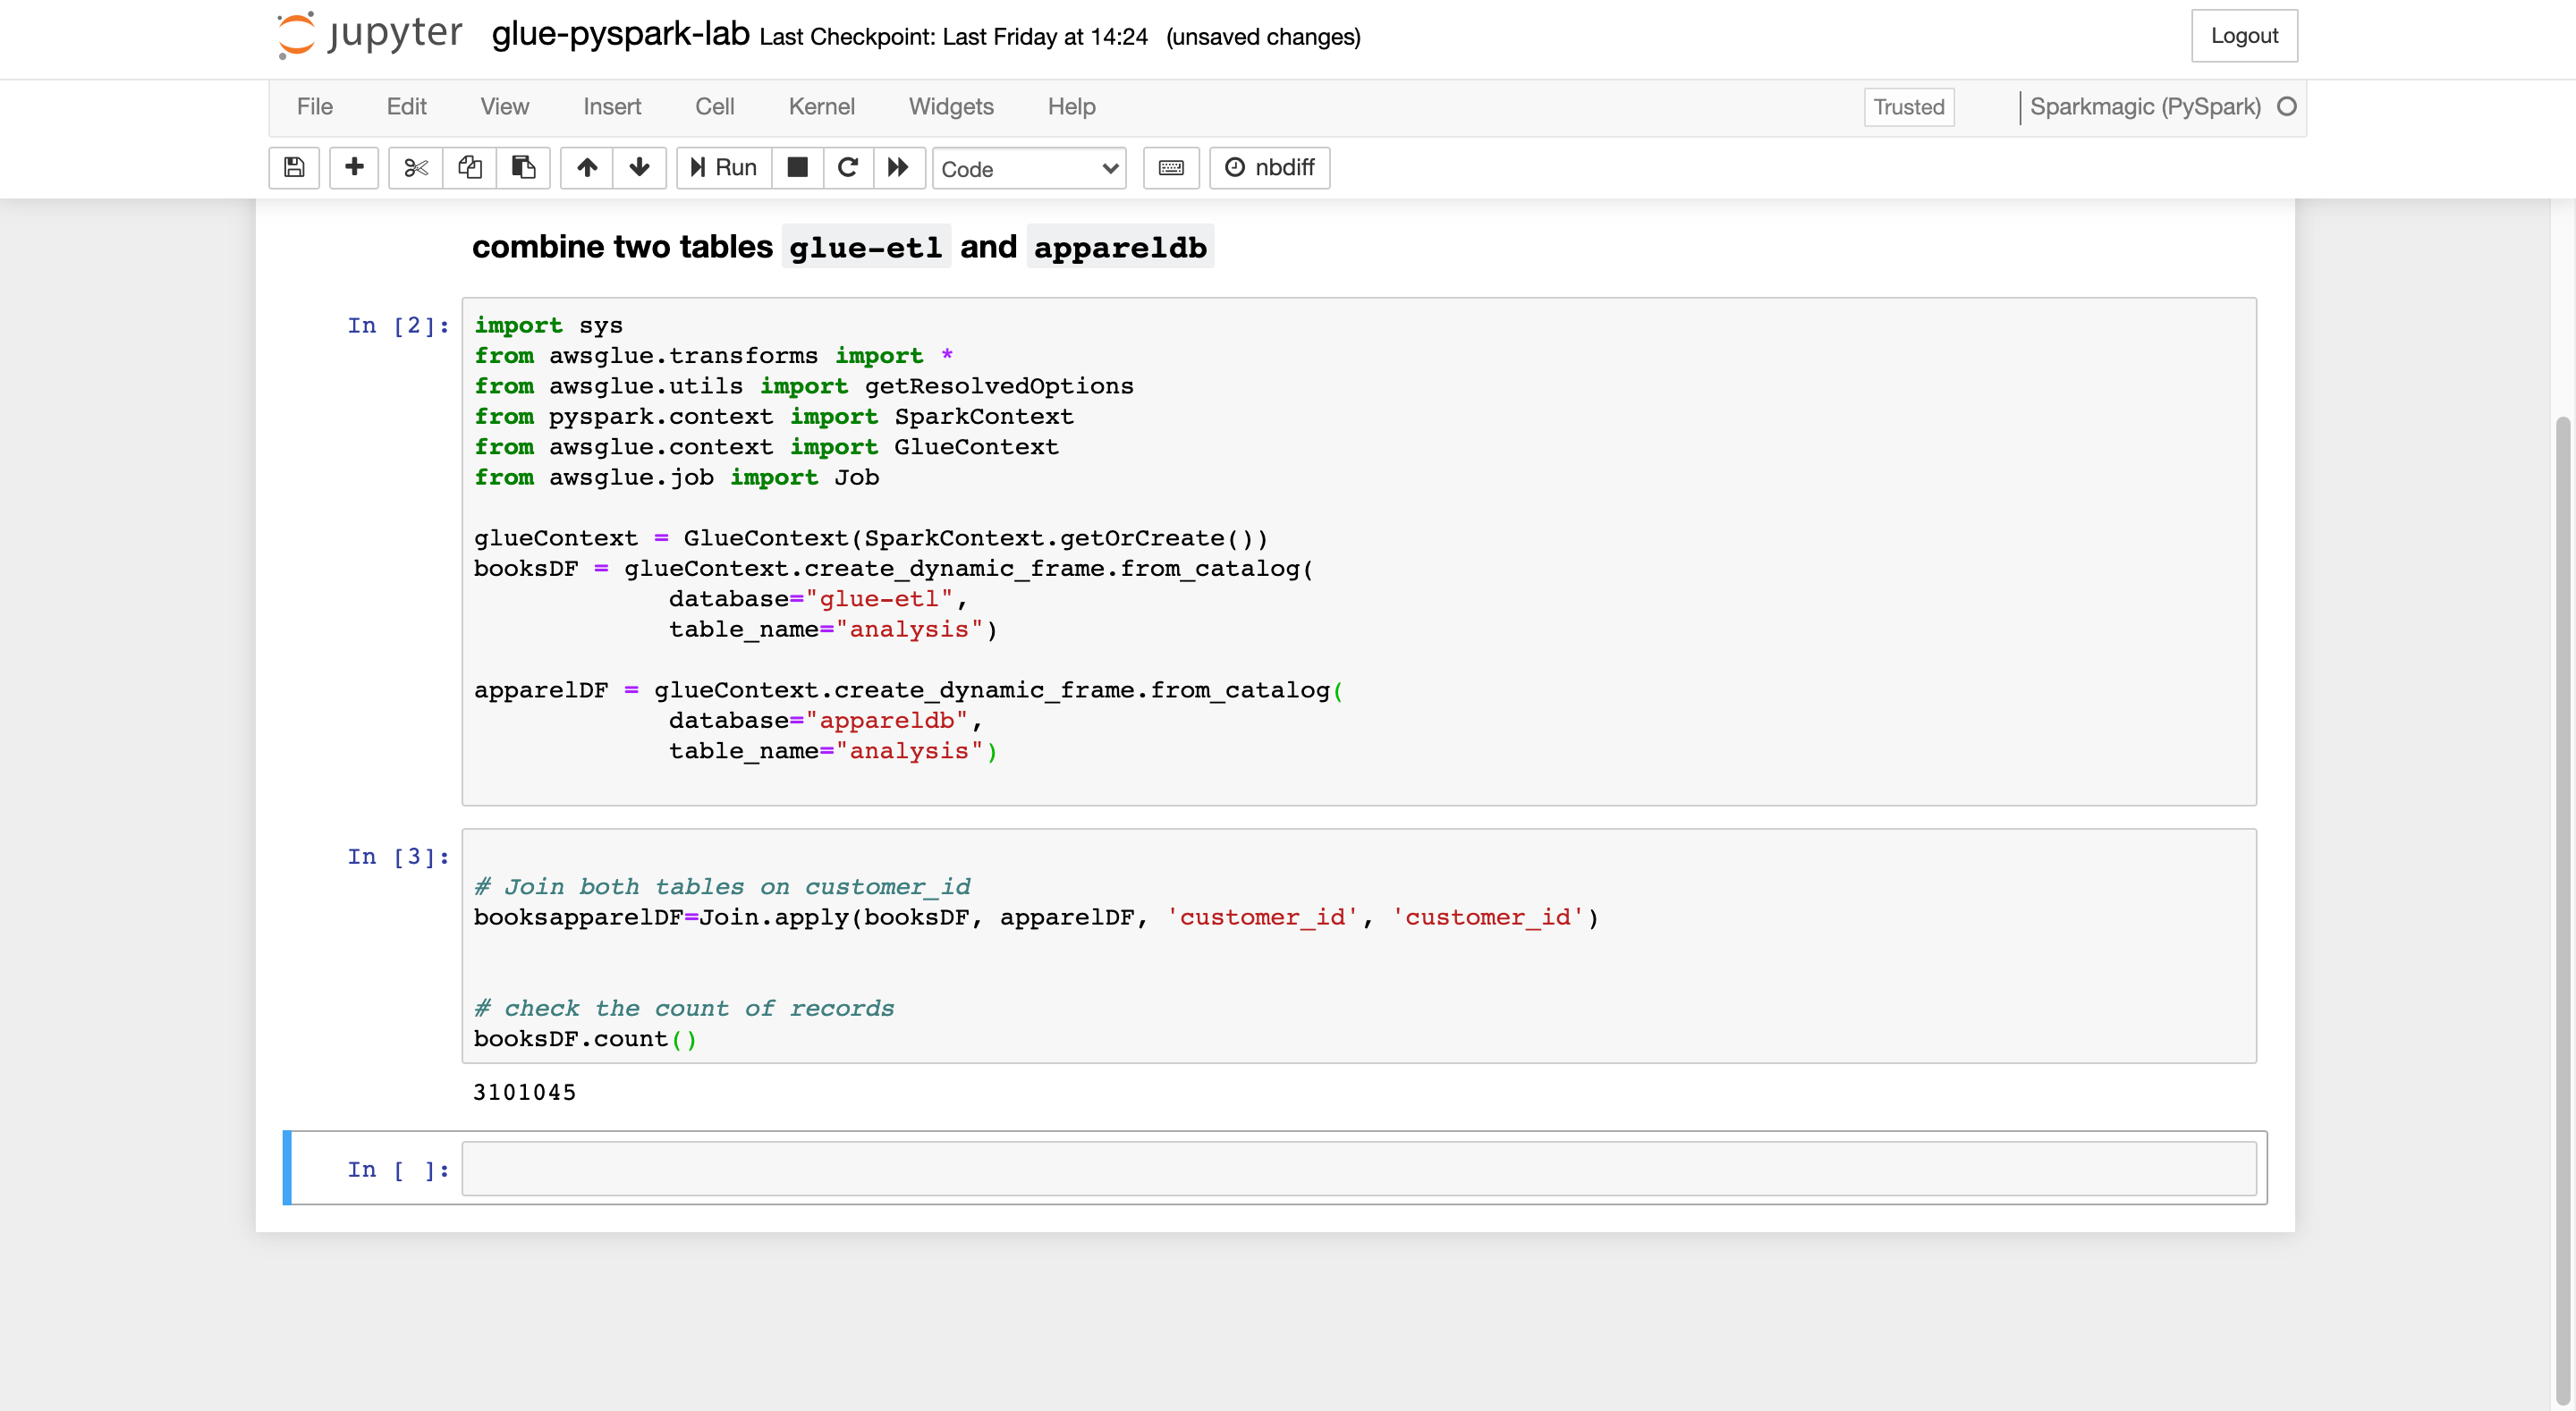 jupyter glue-pyspark-lab Last Checkpoint: Last Friday at 14:24 (unsaved changes) Logout
File Edit View Insert Cell Kernel Widgets Help Trusted Sparkmagic (PySpark)
Run Code nbdiff
combine two tables glue-etl and appareldb
In [2]: import sys
from awsglue.transforms import *
from awsglue.utils import getResolvedOptions
from pyspark.context import SparkContext
from awsglue.context import GlueContext
from awsglue.job import Job
glueContext = GlueContext(SparkContext.getOrCreate())
booksDF = glueContext.create_dynamic_frame.from_catalog(
database="glue-etl",
table_name="analysis")
apparelDF = glueContext.create_dynamic_frame.from_catalog(
database="appareldb",
table_name="analysis")
In [3]:
# Join both tables on customer_id
booksapparelDF=Join.apply(booksDF, apparelDF, 'customer_id', 'customer_id')
# check the count of records
booksDF.count()
3101045
In [ ]: